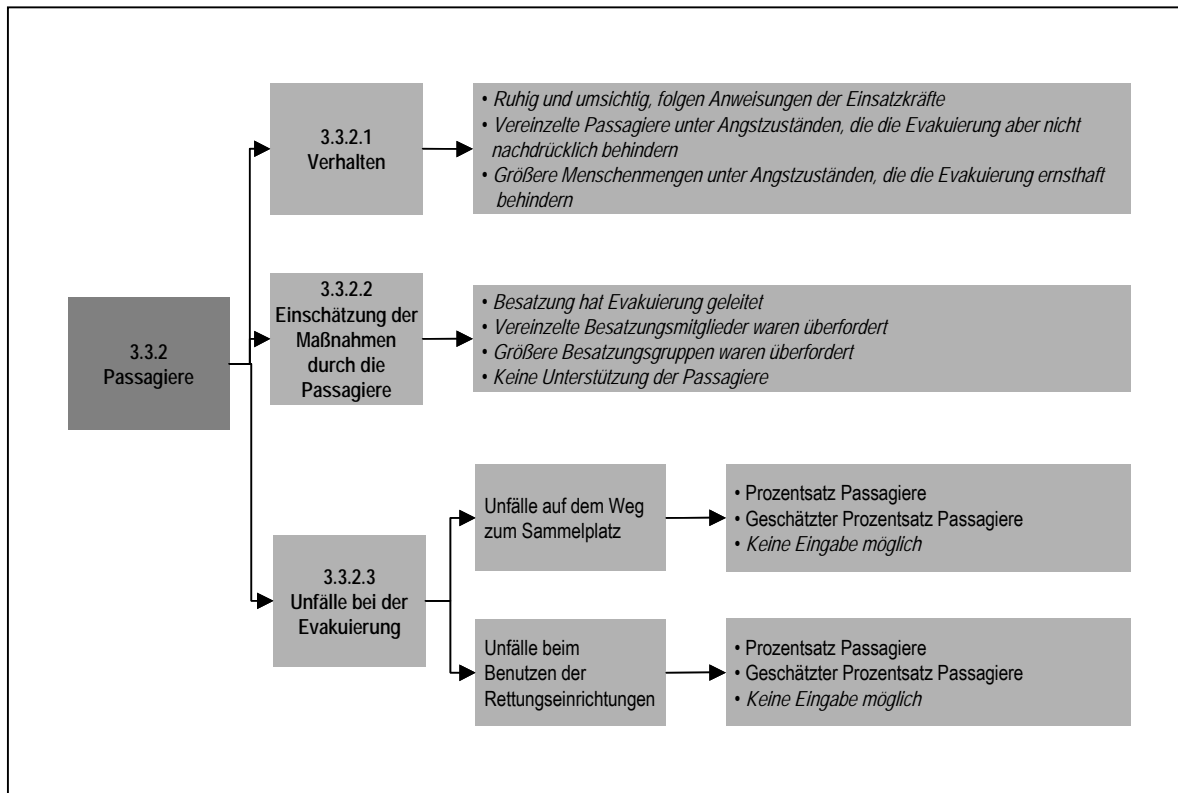 3.3.2
Passagiere
3.3.2.1
Verhalten
• Ruhig und umsichtig, folgen Anweisungen der Einsatzkräfte
• Vereinzelte Passagiere unter Angstzuständen, die die Evakuierung aber nicht
nachdrücklich behindern
• Größere Menschenmengen unter Angstzuständen, die die Evakuierung ernsthaft
behindern
3.3.2.2
Einschätzung der
Maßnahmen
durch die
Passagiere
• Besatzung hat Evakuierung geleitet
• Vereinzelte Besatzungsmitglieder waren überfordert
• Größere Besatzungsgruppen waren überfordert
• Keine Unterstützung der Passagiere
3.3.2.3
Unfälle bei der
Evakuierung
Unfälle auf dem Weg
zum Sammelplatz
• Prozentsatz Passagiere
• Geschätzter Prozentsatz Passagiere
• Keine Eingabe möglich
Unfälle beim
Benutzen der
Rettungseinrichtungen
• Prozentsatz Passagiere
• Geschätzter Prozentsatz Passagiere
• Keine Eingabe möglich